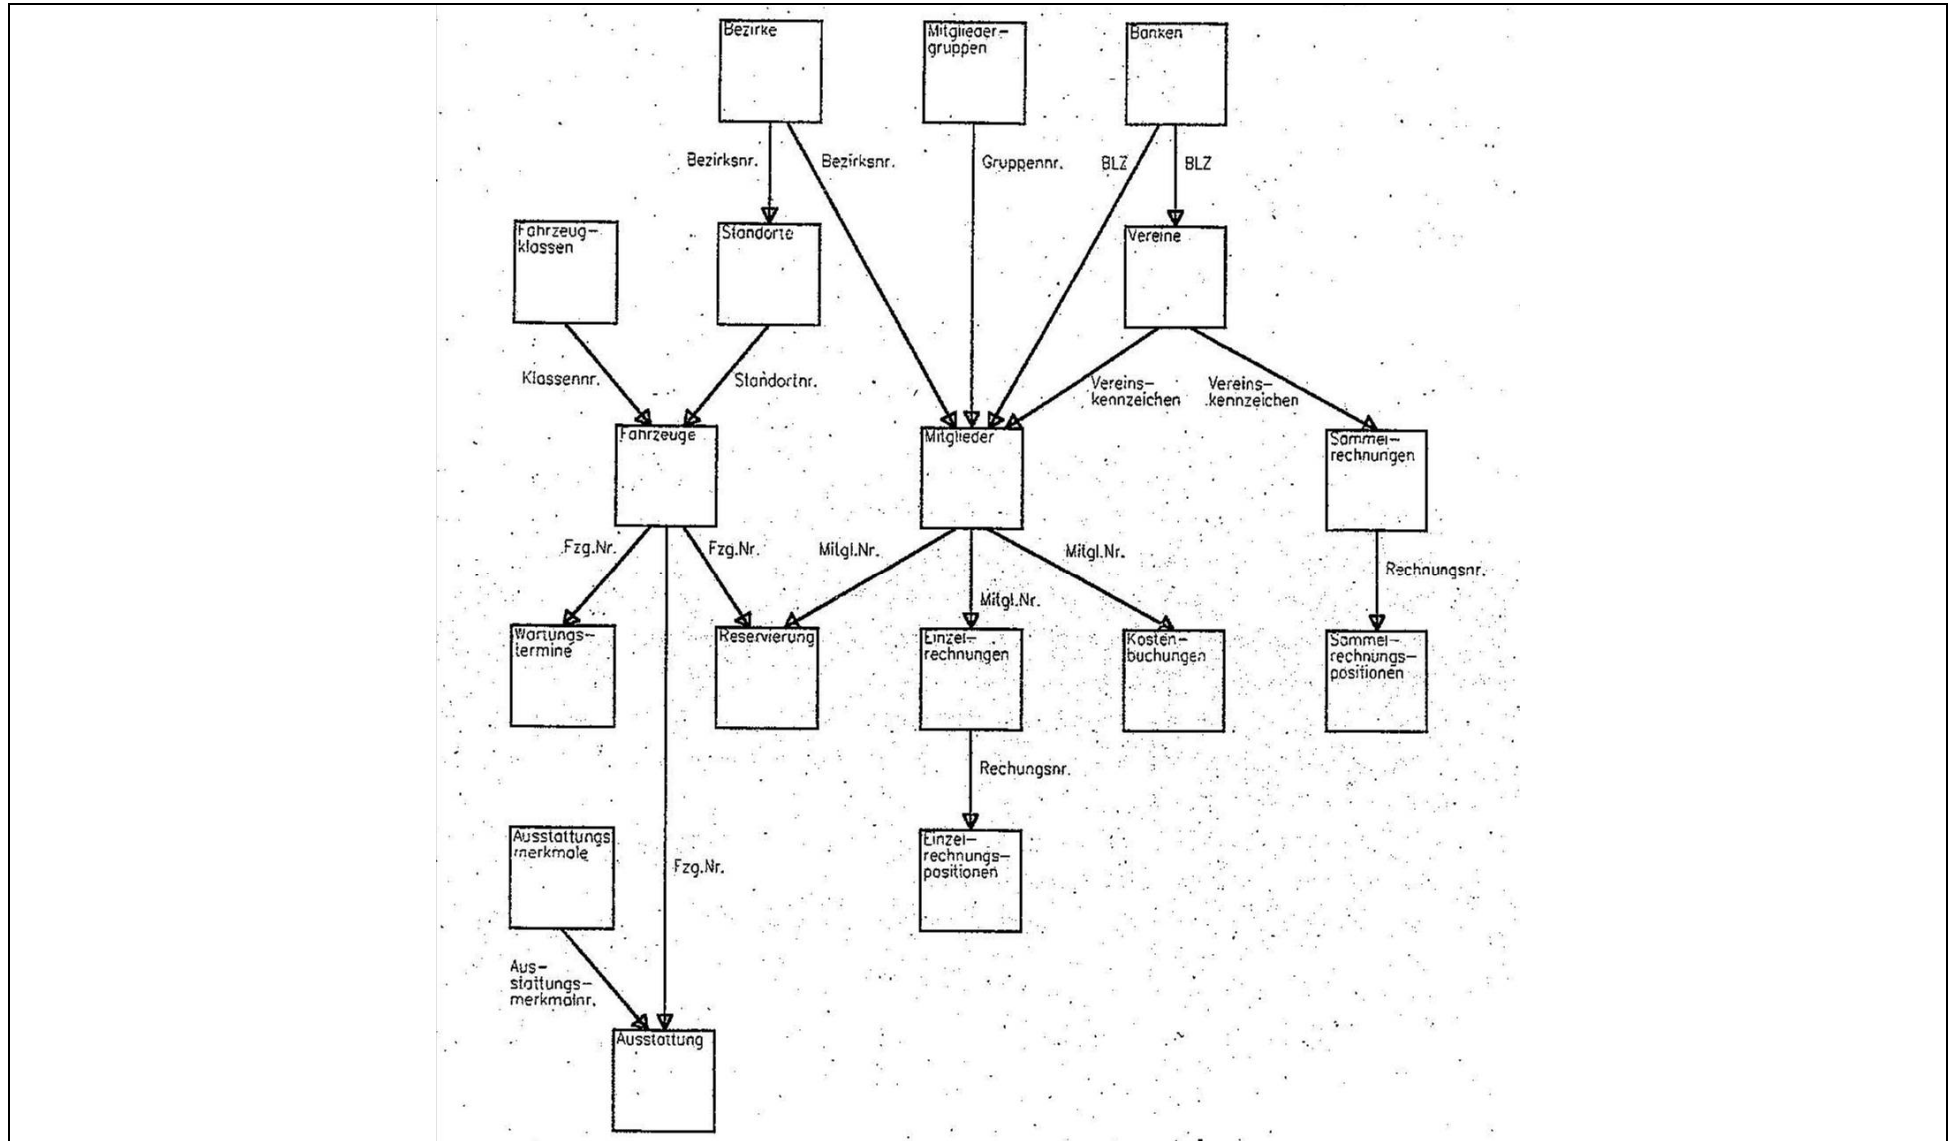 Bezirke
Mitglieder-
gruppen
Banken
Bezirksnr.
Bezirksnr.
Gruppennr.
BLZ
BLZ
Fahrzeug-
klassen
Standorte
Vereine
Klassennr.
Standortnr.
Vereins-
kennzeichen
Vereins-
kennzeichen
Fahrzeuge
Mitglieder
Sammel-
rechnungen
Fzg.Nr.
Fzg.Nr.
Mitgl.Nr.
Mitgl.Nr.
Rechnungsnr.
Mitgl.Nr.
Wartungs-
termine
Reservierung
Einzel-
rechnungen
Kosten-
buchungen
Sammel-
rechnungs-
positionen
Rechungsnr.
Ausstattungs
merkmale
Fzg.Nr.
Einzel-
rechnungs-
positionen
Aus-
stattungs-
merkmalnr.
Ausstattung